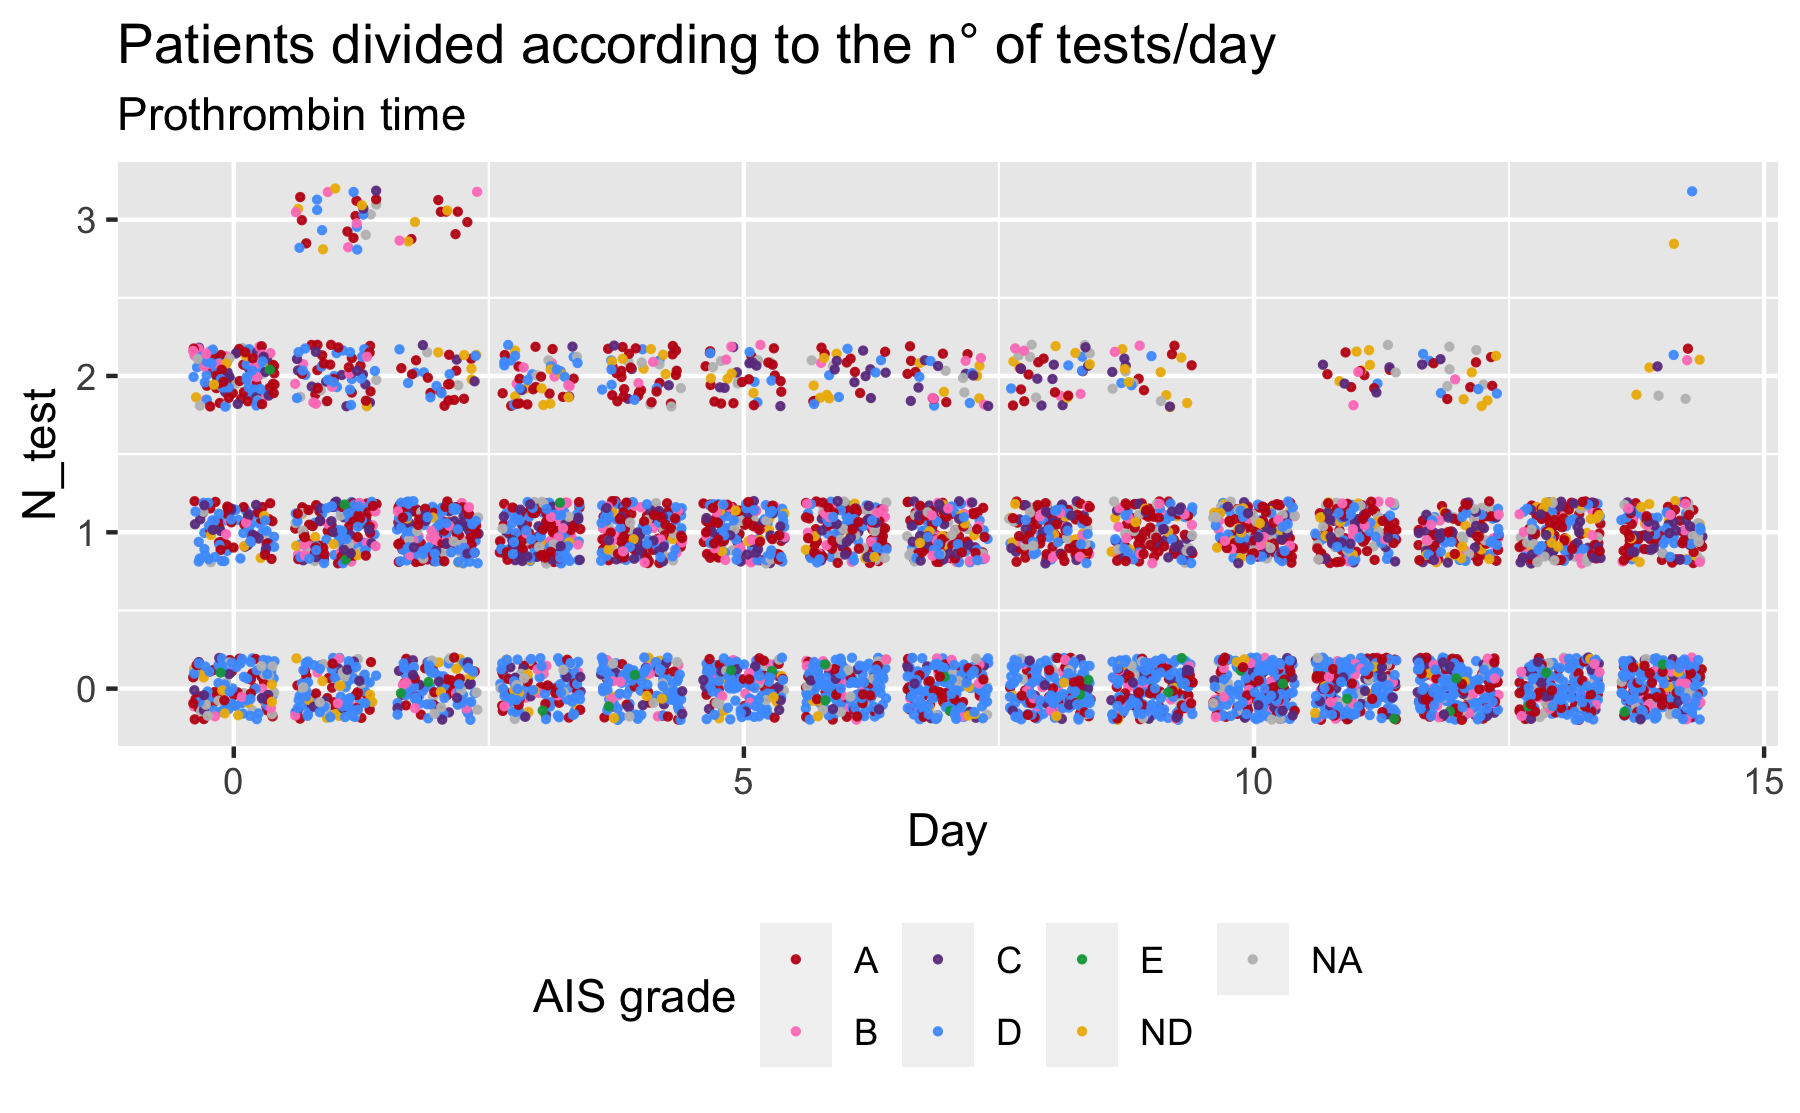 Patients divided according to the n° of tests/day
Prothrombin time
N_test
3
2
1
0
0 5 10 15
Day
AIS grade
A C E NA
B D ND